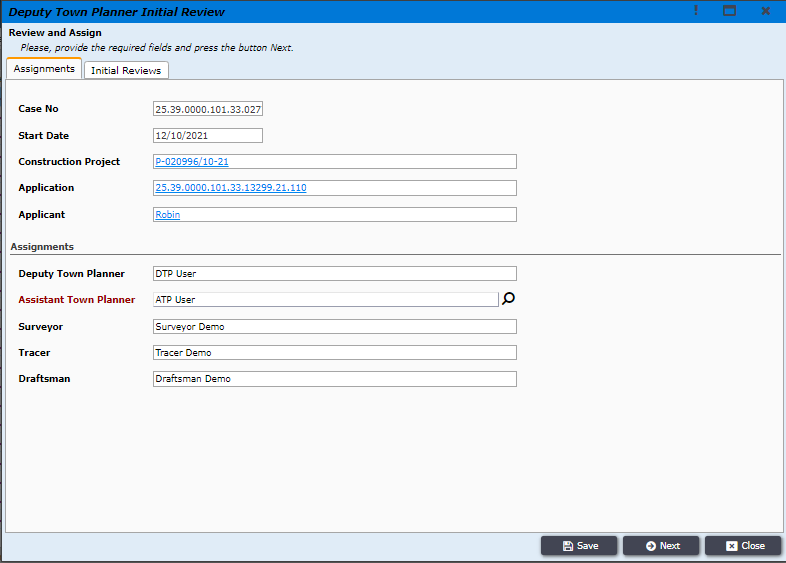 Deputy Town Planner Initial Review
Review and Assign
Please, provide the required fields and press the button Next.
Assignments Initial Reviews
Case No 25.39.0000.101.33.027
Start Date 12/10/2021
Construction Project P-020996/10-21
Application 25.39.0000.101.33.13299.21.110
Applicant Robin
Assignments
Deputy Town Planner DTP User
Assistant Town Planner ATP User
Surveyor Surveyor Demo
Tracer Tracer Demo
Draftsman Draftsman Demo
Save Next Close